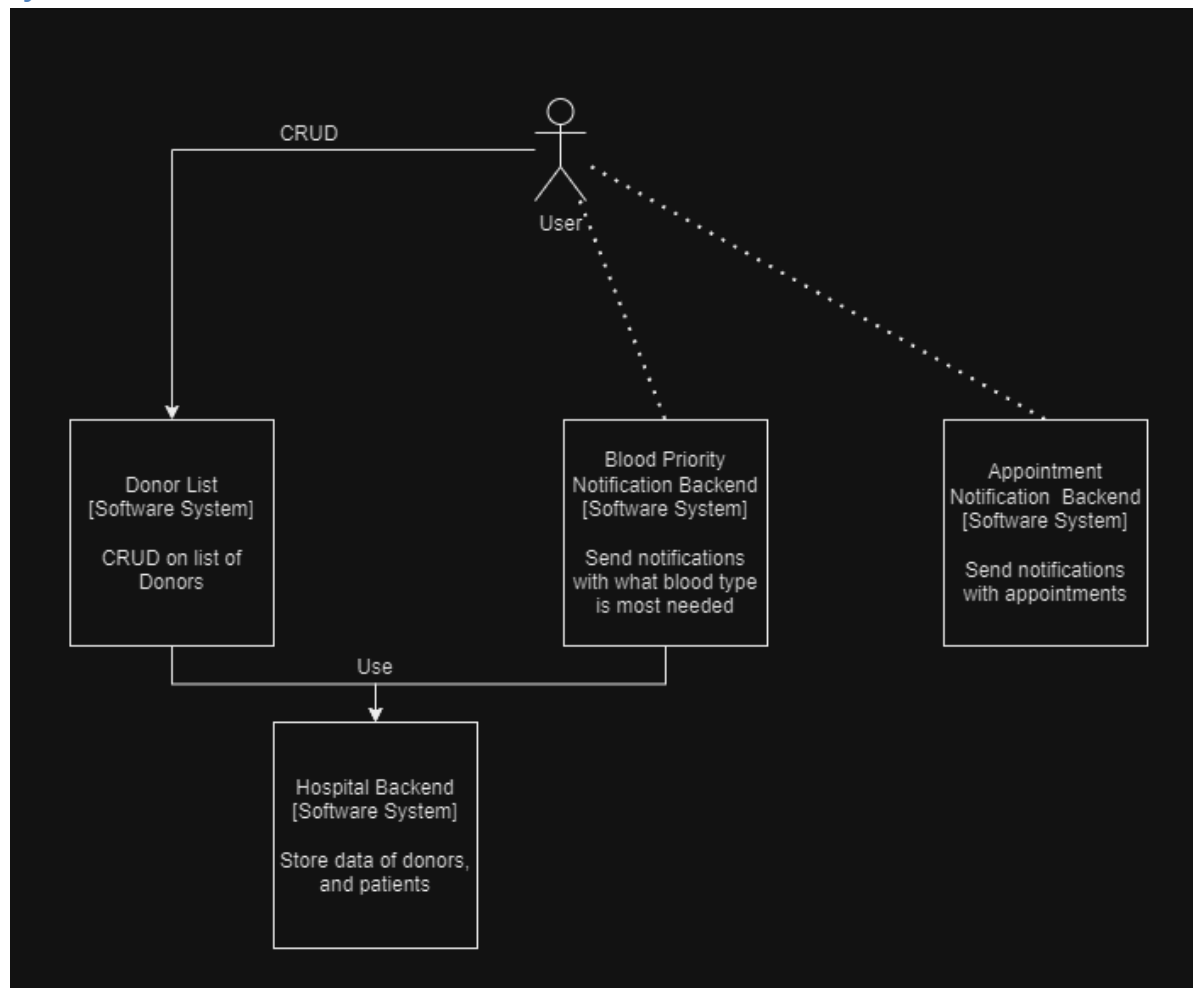 CRUD
User
Donor List
[Software System]
CRUD on list of
Donors
Blood Priority
Notification Backend
[Software System]
Send notifications
with what blood type
is most needed
Appointment
Notification Backend
[Software System]
Send notifications
with appointments
Use
Hospital Backend
[Software System]
Store data of donors,
and patients